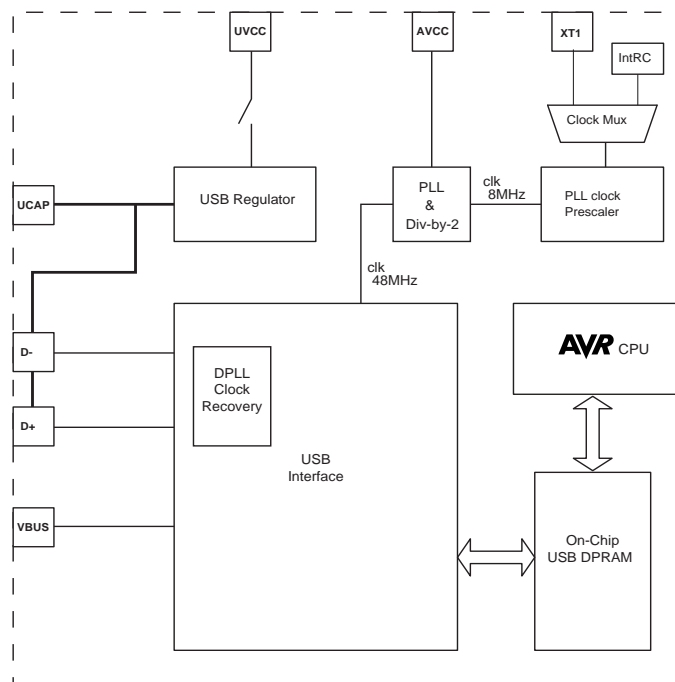 UVCC
AVCC
XT1
IntRC
Clock Mux
UCAP
USB Regulator
PLL
&
Div-by-2
clk
8MHz
PLL clock
Prescaler
clk
48MHz
D-
D+
VBUS
DPLL
Clock
Recovery
USB
Interface
AVR CPU
On-Chip
USB DPRAM